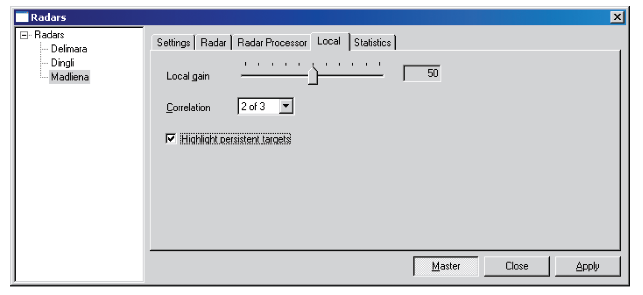 Radars
Radars
Delimara
Dingli
Madliena
Settings Radar Radar Processor Local Statistics
Local gain 50
Correlation 2 of 3
Highlight persistent targets
Master Close Apply